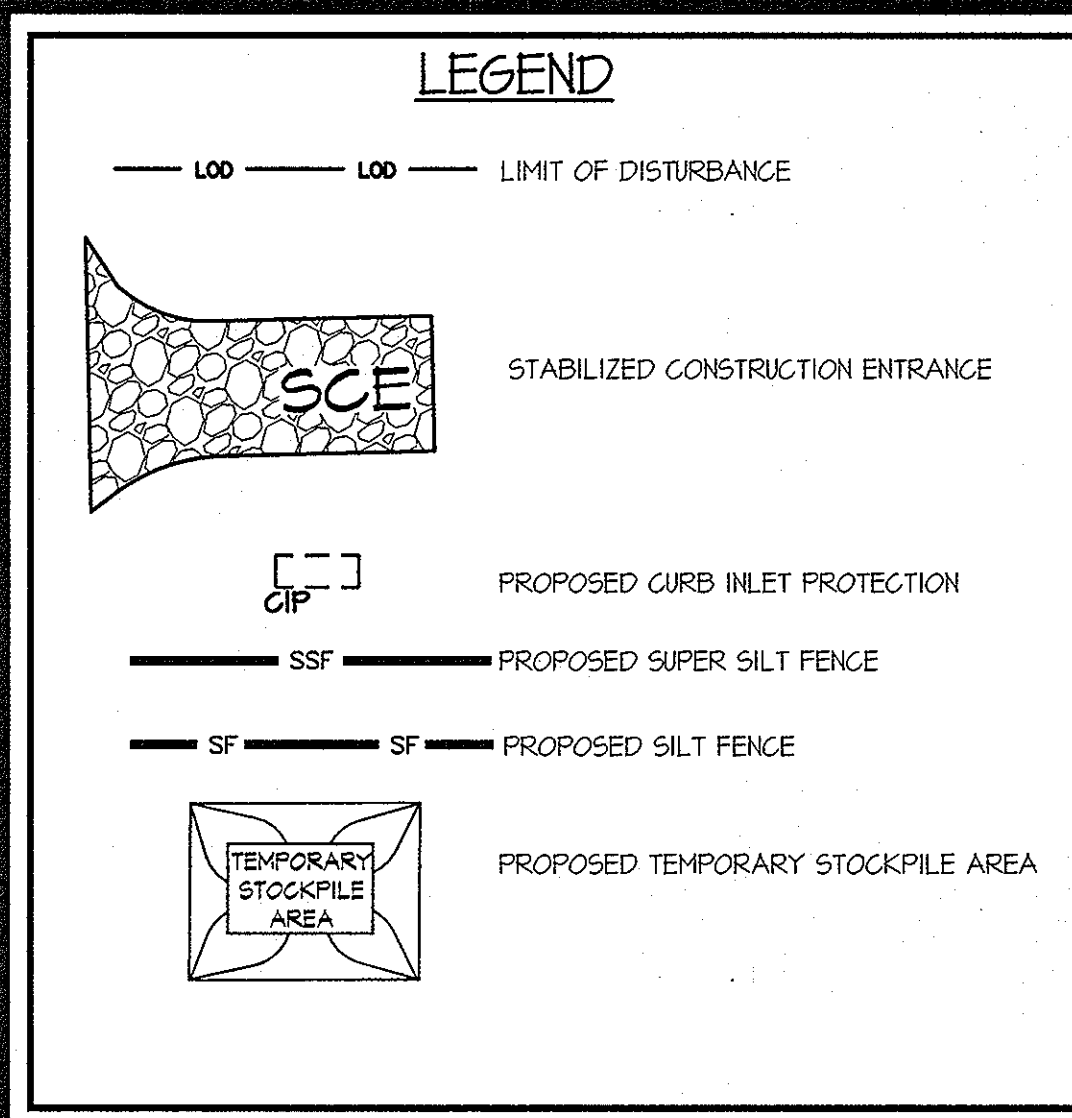 LEGEND
LOD LOD LIMIT OF DISTURBANCE
SCE STABILIZED CONSTRUCTION ENTRANCE
CIP PROPOSED CURB INLET PROTECTION
SSF PROPOSED SUPER SILT FENCE
SF SF PROPOSED SILT FENCE
TEMPORARY
STOCKPILE
AREA
PROPOSED TEMPORARY STOCKPILE AREA